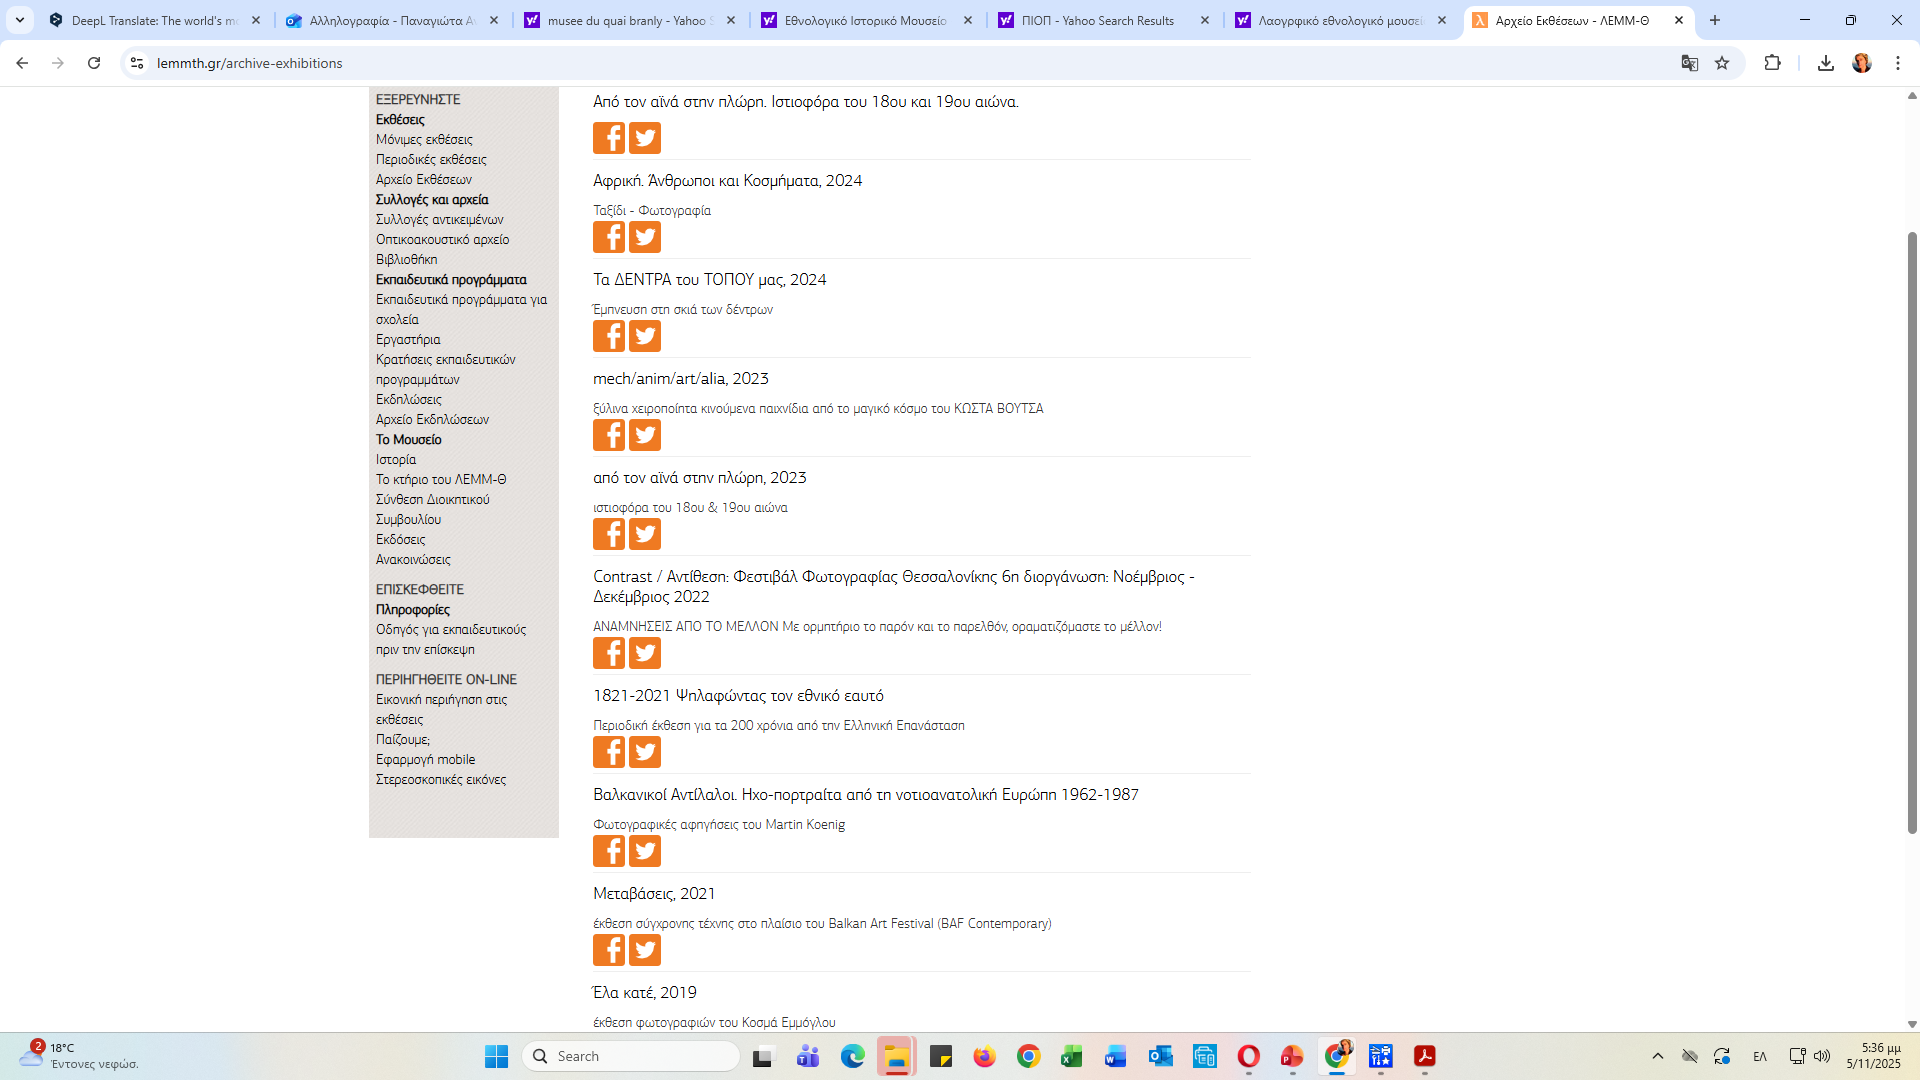 DeepL Translate: The world's m
Αλληλογραφία - Παναγιώτα Α
musee du quai branly - Yahoo S
Εθνολογικό Ιστορικό Μουσείο
ΠΙΟΠ - Yahoo Search Results
Λαογρφικό εθνολογικό μουσεί
Αρχείο Εκθέσεων - ΛΕΜΜ-Θ
lemmth.gr/archive-exhibitions
ΕΞΕΡΕΥΝΗΣΤΕ
Εκθέσεις
Μόνιμες εκθέσεις
Περιοδικές εκθέσεις
Αρχείο Εκθέσεων
Συλλογές και αρχεία
Συλλογές αντικειμένων
Οπτικοακουστικό αρχείο
Βιβλιοθήκη
Εκπαιδευτικά προγράμματα
Εκπαιδευτικά προγράμματα για
σχολεία
Εργαστήρια
Κρατήσεις εκπαιδευτικών
προγραμμάτων
Εκδηλώσεις
Αρχείο Εκδηλώσεων
Το Μουσείο
Ιστορία
Το κτήριο του ΛΕΜΜ-Θ
Σύνθεση Διοικητικού
Συμβουλίου
Εκδόσεις
Ανακοινώσεις
ΕΠΙΣΚΕΦΘΕΙΤΕ
Πληροφορίες
Οδηγός για εκπαιδευτικούς
πριν την επίσκεψη
ΠΕΡΙΗΓΗΘΕΙΤΕ ON-LINE
Εικονική περιήγηση στις
εκθέσεις
Παίζουμε;
Εφαρμογή mobile
Στερεοσκοπικές εικόνες
Από τον αϊνά στην πλώρη. Ιστιοφόρα του 18ου και 19ου αιώνα.
Αφρική. Άνθρωποι και Κοσμήματα, 2024
Ταξίδι - Φωτογραφία
Τα ΔΕΝΤΡΑ του ΤΟΠΟΥ μας, 2024
Έμπνευση στη σκιά των δέντρων
mech/anim/art/alia, 2023
ξύλινα χειροποίητα κινούμενα παιχνίδια από το μαγικό κόσμο του ΚΩΣΤΑ ΒΟΥΤΣΑ
από τον αϊνά στην πλώρη, 2023
ιστιοφόρα του 18ου & 19ου αιώνα
Contrast / Αντίθεση: Φεστιβάλ Φωτογραφίας Θεσσαλονίκης 6η διοργάνωση: Νοέμβριος -
Δεκέμβριος 2022
ΑΝΑΜΝΗΣΕΙΣ ΑΠΟ ΤΟ ΜΕΛΛΟΝ Με ορμητήριο το παρόν και το παρελθόν, οραματιζόμαστε το μέλλον!
1821-2021 Ψηλαφώντας τον εθνικό εαυτό
Περιοδική έκθεση για τα 200 χρόνια από την Ελληνική Επανάσταση
Βαλκανικοί Αντίλαλοι. Ηχο-πορτραίτα από τη νοτιοανατολική Ευρώπη 1962-1987
Φωτογραφικές αφηγήσεις του Martin Koenig
Μεταβάσεις, 2021
έκθεση σύγχρονης τέχνης στο πλαίσιο του Balkan Art Festival (BAF Contemporary)
Έλα κατέ, 2019
έκθεση φωτογραφιών του Κοσμά Εμμόγλου
2
18°C
Έντονες νεφώσ.
Search
ΕΛ
5:36 μμ
5/11/2025